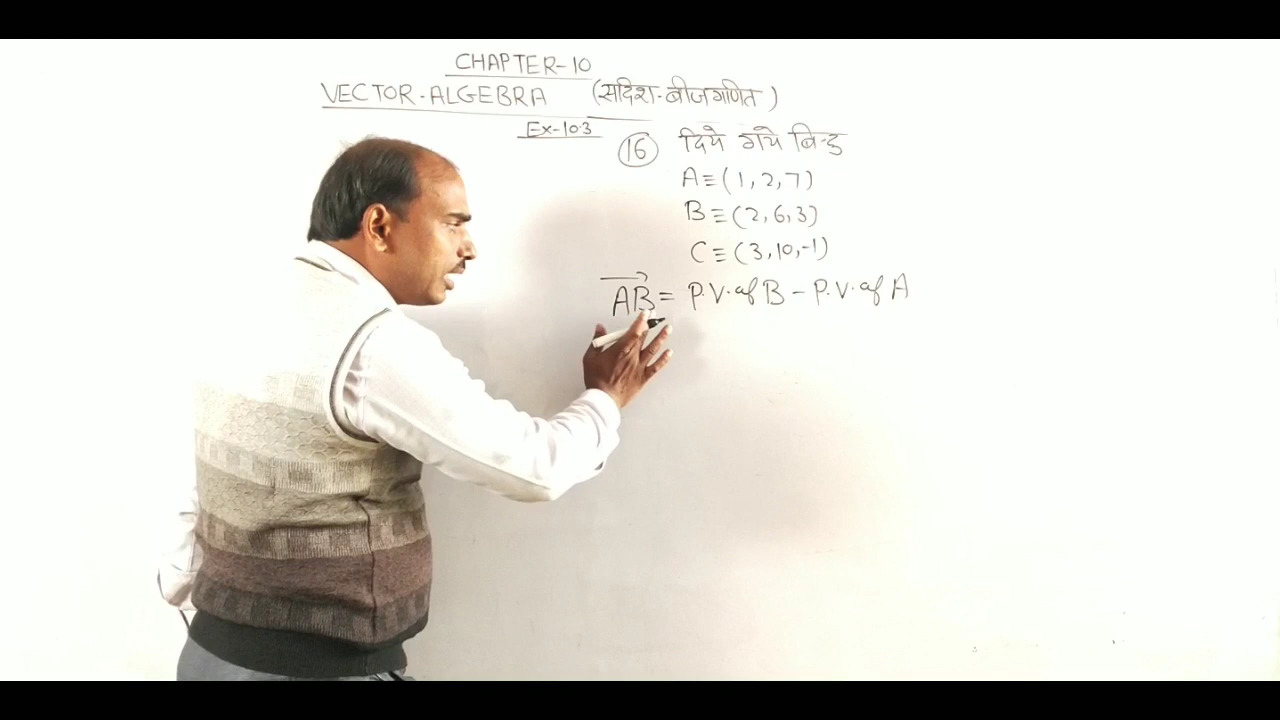 CHAPTER-10
VECTOR-ALGEBRA (सदिश-बीजगणित)
Ex-10.3
16 दिये गये बिन्दु
A≡(1,2,7)
B≡(2,6,3)
C≡(3,10,-1)
AB⃗ = P.V. of B - P.V. of A